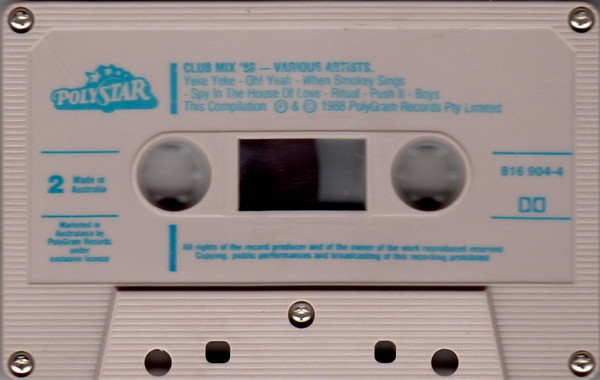 POLYSTAR
CLUB MIX '88 — VARIOUS ARTISTS.
Yeke Yeke - Oh! Yeah - When Smokey Sings
- Spy In The House Of Love - Ritual - Push It - Boys
This Compilation Ⓟ & © 1988 PolyGram Records Pty Limited
2
Made in
Australia
816 904-4
Marketed in
Australasia by
PolyGram Records
under
exclusive licence
All rights of the record producer and of the owner of the work reproduced reserved.
Copying, public performances and broadcasting of this recording prohibited.